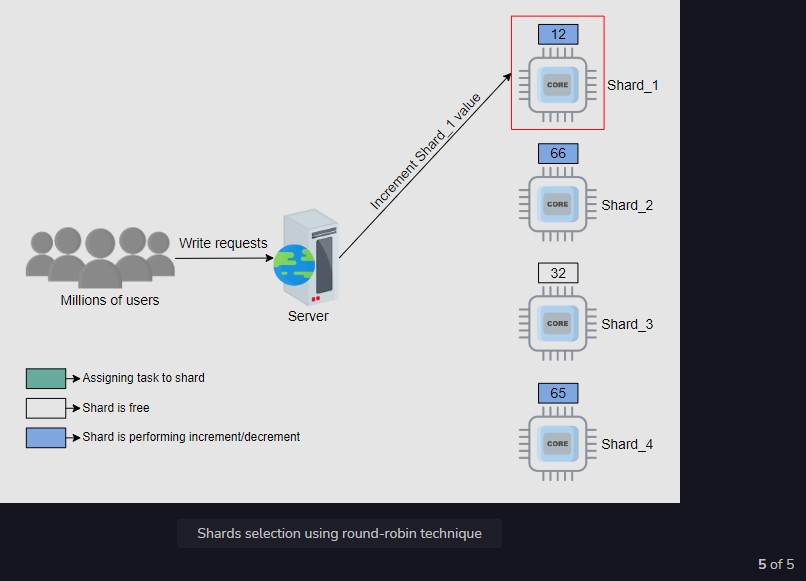 12
CORE
Shard_1
Increment Shard_1 value
66
CORE
Shard_2
Write requests
Millions of users
Server
32
CORE
Shard_3
Assigning task to shard
Shard is free
Shard is performing increment/decrement
65
CORE
Shard_4
Shards selection using round-robin technique
5 of 5